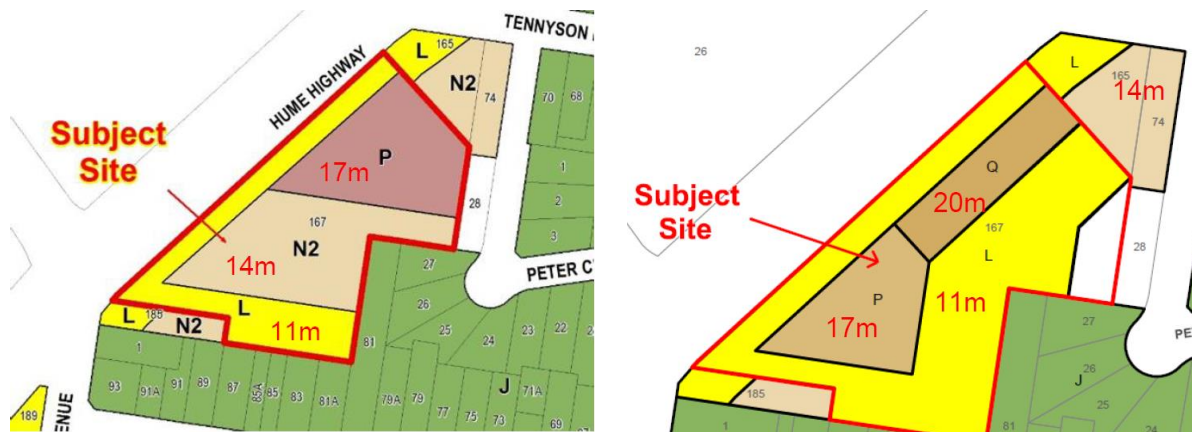 TENNYSON
L
165
HUME HIGHWAY
N2
74
70
68
Subject
Site
P
17m
1
2
3
28
167
N2
14m
27
PETER C
26
25
24
23
22
L
11m
L
185
N2
1
81
93
91A
91
89
87
85A
85
83
81A
79A
79
77
75
73
71A
69
J
189
ENUE
26
L
165
14m
74
Subject
Site
Q
20m
167
L
28
P
17m
11m
27
PE
26
J
25
24
185
1
81